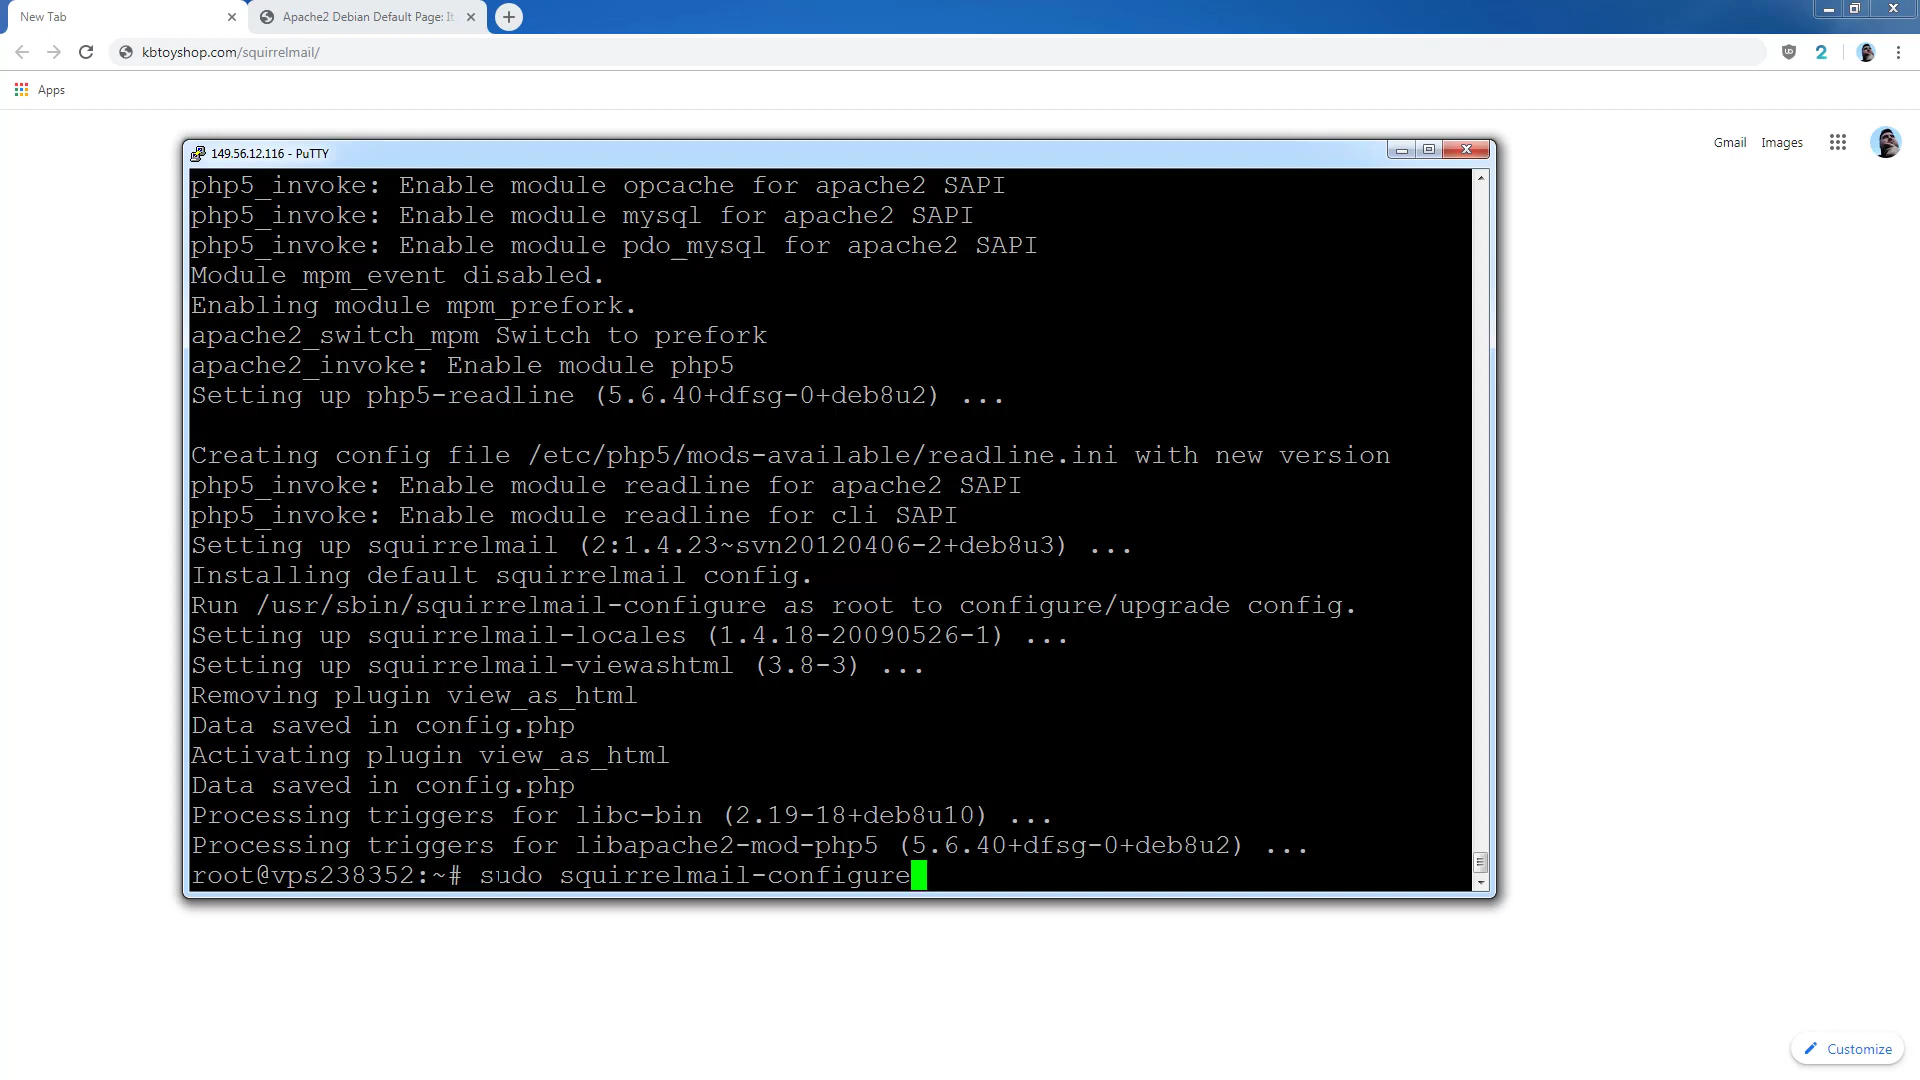 New Tab
Apache2 Debian Default Page: It
kbtoyshop.com/squirrelmail/
2
Apps
Gmail Images
149.56.12.116 - PuTTY
php5_invoke: Enable module opcache for apache2 SAPI
php5_invoke: Enable module mysql for apache2 SAPI
php5_invoke: Enable module pdo_mysql for apache2 SAPI
Module mpm_event disabled.
Enabling module mpm_prefork.
apache2_switch_mpm Switch to prefork
apache2_invoke: Enable module php5
Setting up php5-readline (5.6.40+dfsg-0+deb8u2) ...
Creating config file /etc/php5/mods-available/readline.ini with new version
php5_invoke: Enable module readline for apache2 SAPI
php5_invoke: Enable module readline for cli SAPI
Setting up squirrelmail (2:1.4.23~svn20120406-2+deb8u3) ...
Installing default squirrelmail config.
Run /usr/sbin/squirrelmail-configure as root to configure/upgrade config.
Setting up squirrelmail-locales (1.4.18-20090526-1) ...
Setting up squirrelmail-viewashtml (3.8-3) ...
Removing plugin view_as_html
Data saved in config.php
Activating plugin view_as_html
Data saved in config.php
Processing triggers for libc-bin (2.19-18+deb8u10) ...
Processing triggers for libapache2-mod-php5 (5.6.40+dfsg-0+deb8u2) ...
root@vps238352:~# sudo squirrelmail-configure
Customize